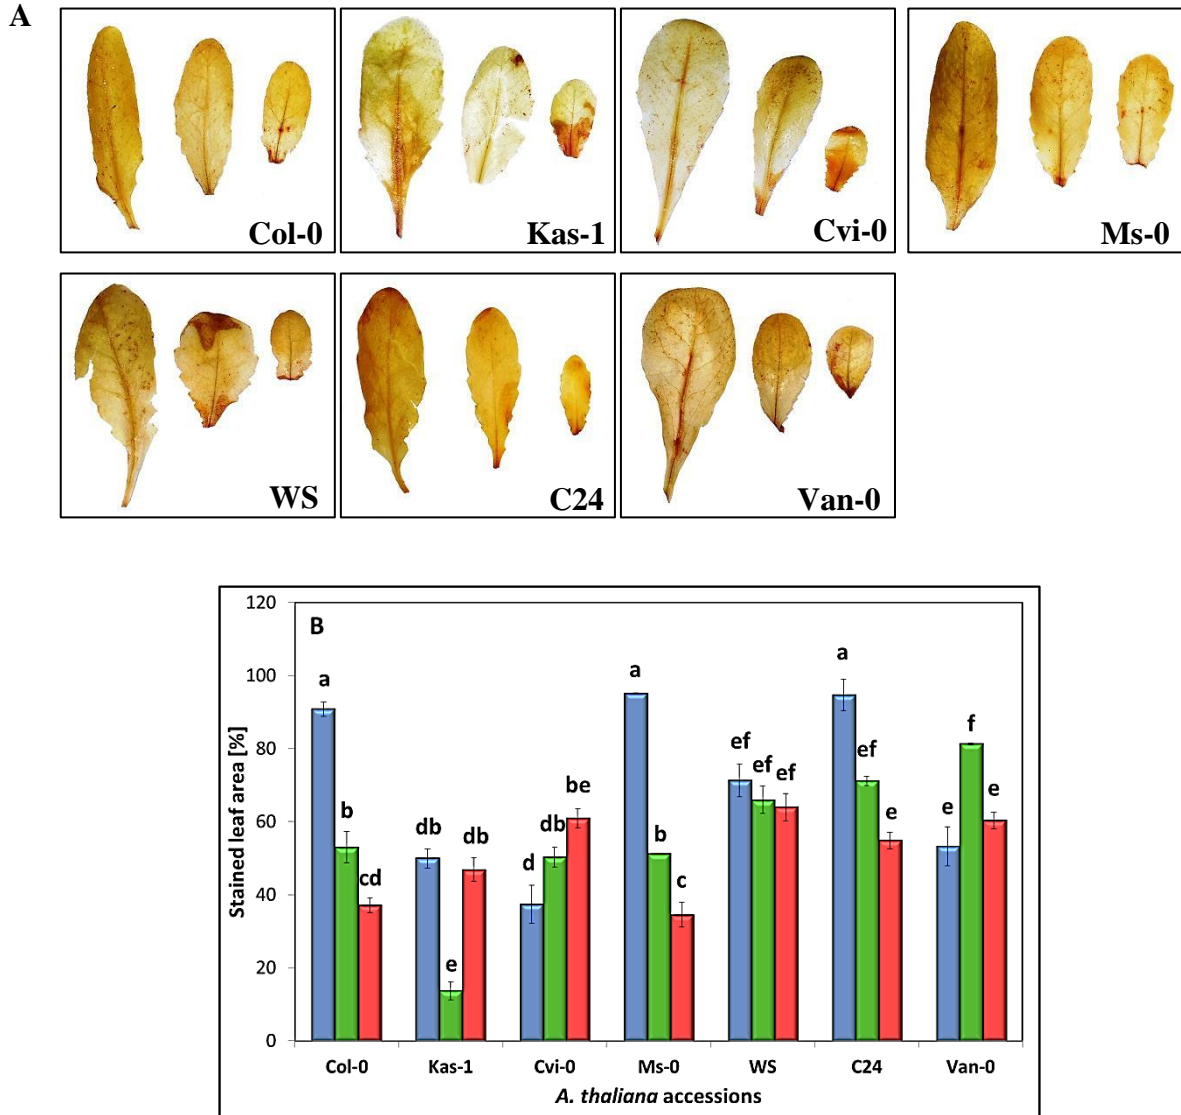 A
Col-0
Kas-1
Cvi-0
Ms-0
WS
C24
Van-0
B
Stained leaf area [%]
120
100
80
60
40
20
0
a
b
cd
db
e
db
d
db
be
a
b
c
ef
ef
ef
a
ef
e
e
f
e
Col-0 Kas-1 Cvi-0 Ms-0 WS C24 Van-0
A. thaliana accessions